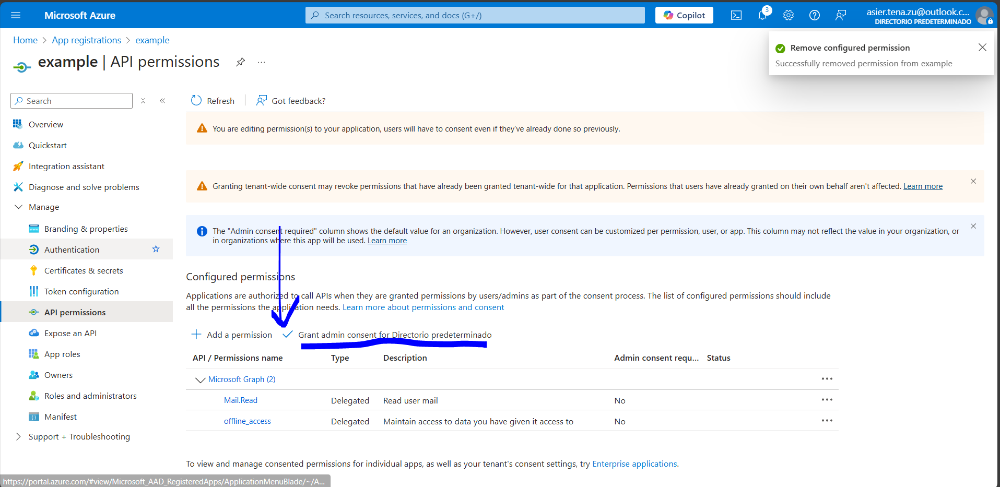 Microsoft Azure
Search resources, services, and docs (G+/)
Copilot
3
asier.tena.zu@outlook.c...
DIRECTORIO PREDETERMINADO
Home > App registrations > example
example | API permissions
...
Remove configured permission
Successfully removed permission from example
Search
Refresh
Got feedback?
Overview
Quickstart
Integration assistant
Diagnose and solve problems
Manage
Branding & properties
Authentication
Certificates & secrets
Token configuration
API permissions
Expose an API
App roles
Owners
Roles and administrators
Manifest
Support + Troubleshooting
You are editing permission(s) to your application, users will have to consent even if they've already done so previously.
Granting tenant-wide consent may revoke permissions that have already been granted tenant-wide for that application. Permissions that users have already granted on their own behalf aren't affected. Learn more
The "Admin consent required" column shows the default value for an organization. However, user consent can be customized per permission, user, or app. This column may not reflect the value in your organization, or
in organizations where this app will be used. Learn more
Configured permissions
Applications are authorized to call APIs when they are granted permissions by users/admins as part of the consent process. The list of configured permissions should include
all the permissions the application needs. Learn more about permissions and consent
Add a permission
Grant admin consent for Directorio predeterminado
API / Permissions name Type Description Admin consent requ... Status
Microsoft Graph (2)
Mail.Read Delegated Read user mail No
offline_access Delegated Maintain access to data you have given it access to No
To view and manage consented permissions for individual apps, as well as your tenant's consent settings, try Enterprise applications.
https://portal.azure.com/#view/Microsoft_AAD_RegisteredApps/ApplicationMenuBlade/~/A...